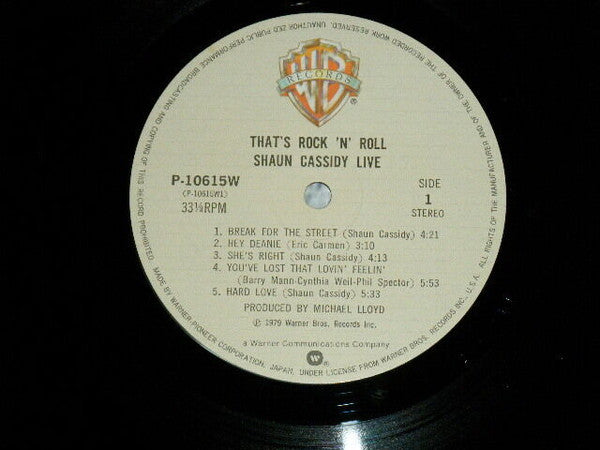 RECORDS
®
THAT'S ROCK 'N' ROLL
SHAUN CASSIDY LIVE
P-10615W
(P-10615W1)
33⅓RPM
SIDE
1
STEREO
1. BREAK FOR THE STREET (Shaun Cassidy) 4:21
2. HEY DEANIE (Eric Carmen) 3:10
3. SHE'S RIGHT (Shaun Cassidy) 4:13
4. YOU'VE LOST THAT LOVIN' FEELIN'
(Barry Mann-Cynthia Weil-Phil Spector) 5:53
5. HARD LOVE (Shaun Cassidy) 5:33
PRODUCED BY MICHAEL LLOYD
℗ 1979 Warner Bros. Records Inc.
a Warner Communications Company
®
MADE BY WARNER-PIONEER CORPORATION, JAPAN, UNDER LICENSE FROM WARNER BROS. RECORDS INC., U.S.A. ALL RIGHTS OF THE MANUFACTURER AND OF THE OWNER OF THE RECORDED WORK RESERVED. UNAUTHORIZED PUBLIC PERFORMANCE BROADCASTING AND COPYING OF THIS RECORD PROHIBITED.